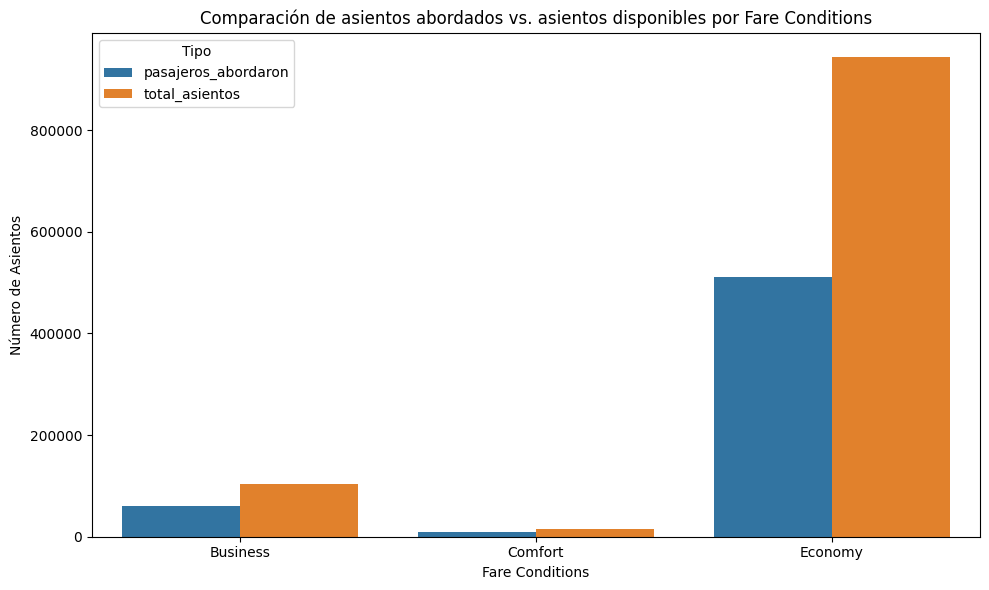 Comparación de asientos abordados vs. asientos disponibles por Fare Conditions
Tipo
pasajeros_abordaron
total_asientos
Número de Asientos
800000
600000
400000
200000
0
Business
Comfort
Economy
Fare Conditions